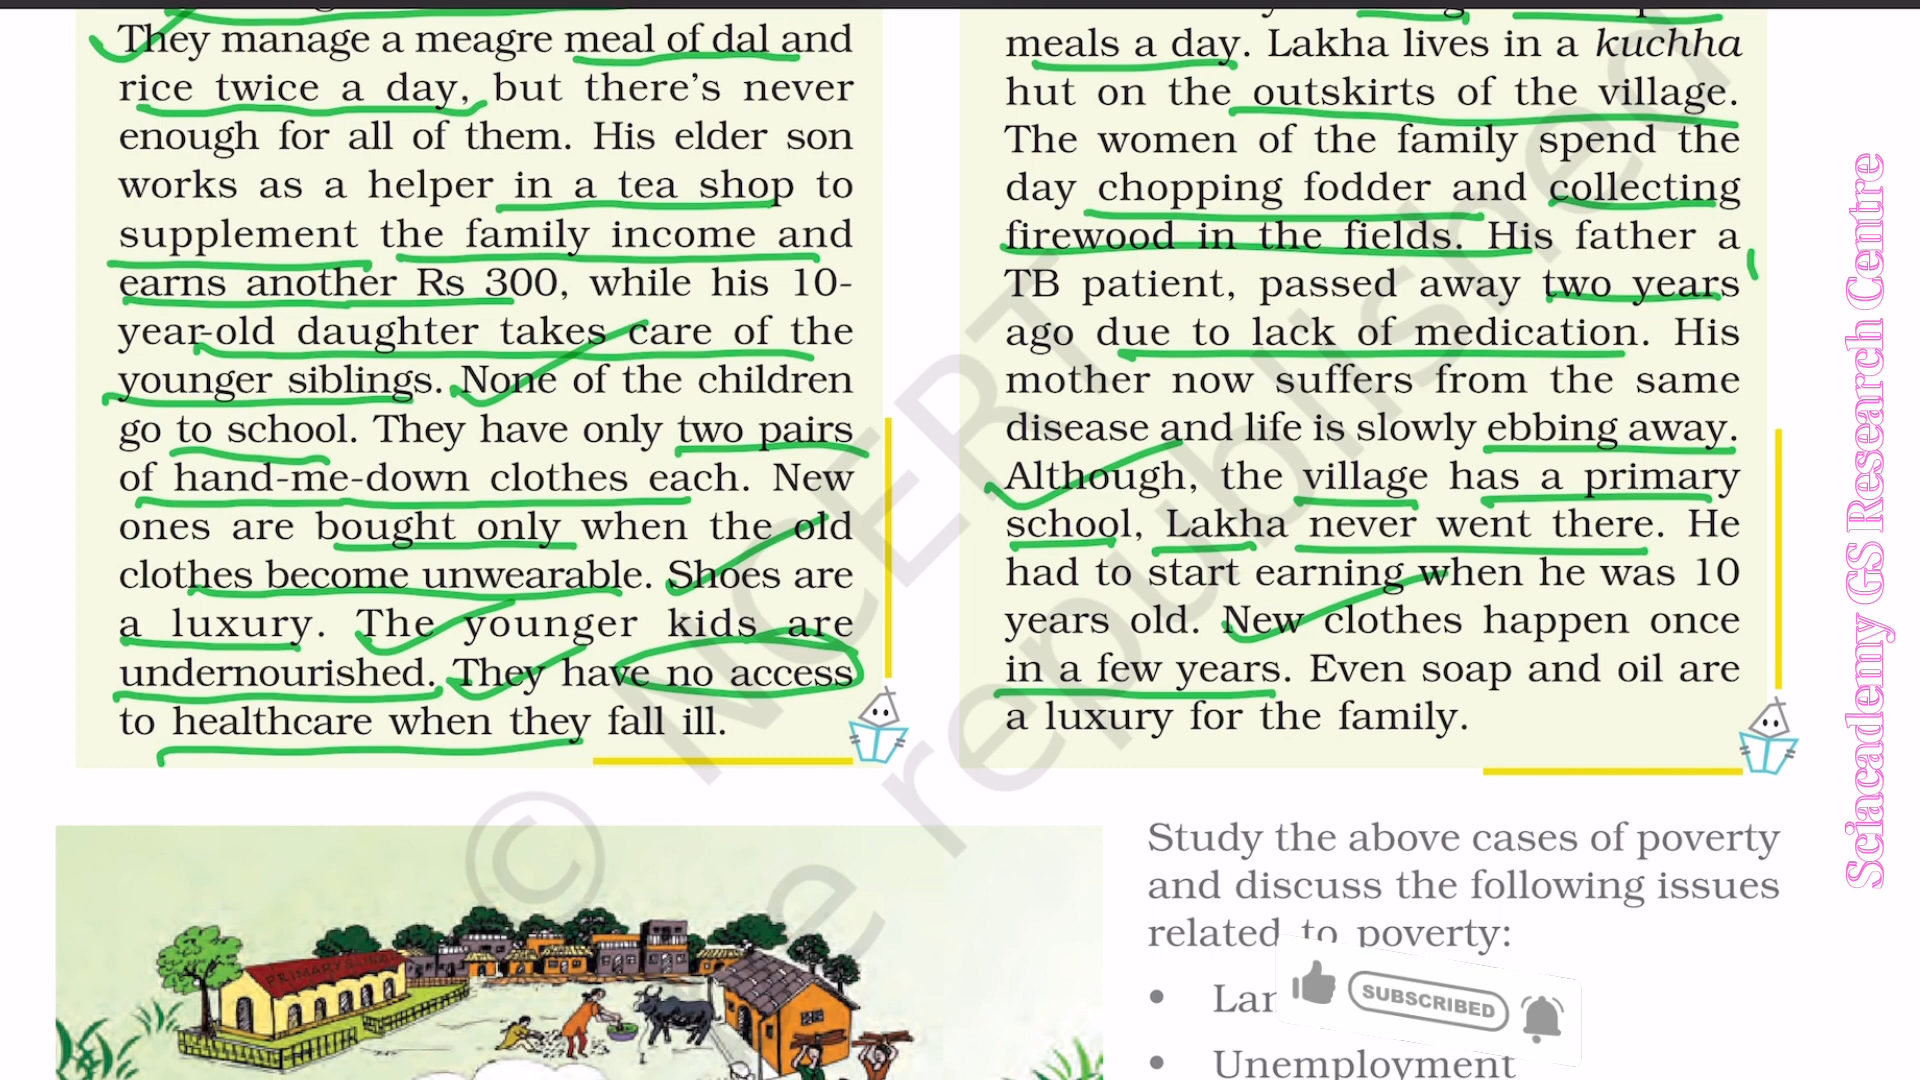 They manage a meagre meal of dal and
rice twice a day, but there's never
enough for all of them. His elder son
works as a helper in a tea shop to
supplement the family income and
earns another Rs 300, while his 10-
year-old daughter takes care of the
younger siblings. None of the children
go to school. They have only two pairs
of hand-me-down clothes each. New
ones are bought only when the old
clothes become unwearable. Shoes are
a luxury. The younger kids are
undernourished. They have no access
to healthcare when they fall ill.
meals a day. Lakha lives in a kuchha
hut on the outskirts of the village.
The women of the family spend the
day chopping fodder and collecting
firewood in the fields. His father a
TB patient, passed away two years
ago due to lack of medication. His
mother now suffers from the same
disease and life is slowly ebbing away.
Although, the village has a primary
school, Lakha never went there. He
had to start earning when he was 10
years old. New clothes happen once
in a few years. Even soap and oil are
a luxury for the family.
Study the above cases of poverty
and discuss the following issues
related to poverty:
•
• Unemployment
SUBSCRIBED
PRIMARY
© NCERT
republished
Sciacademy GS Research Centre